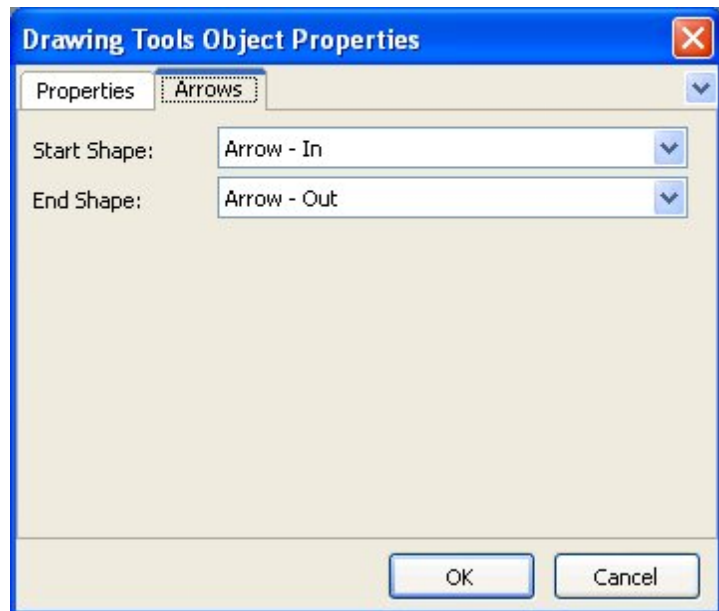 Drawing Tools Object Properties
Properties Arrows
Start Shape: Arrow - In
End Shape: Arrow - Out
OK Cancel